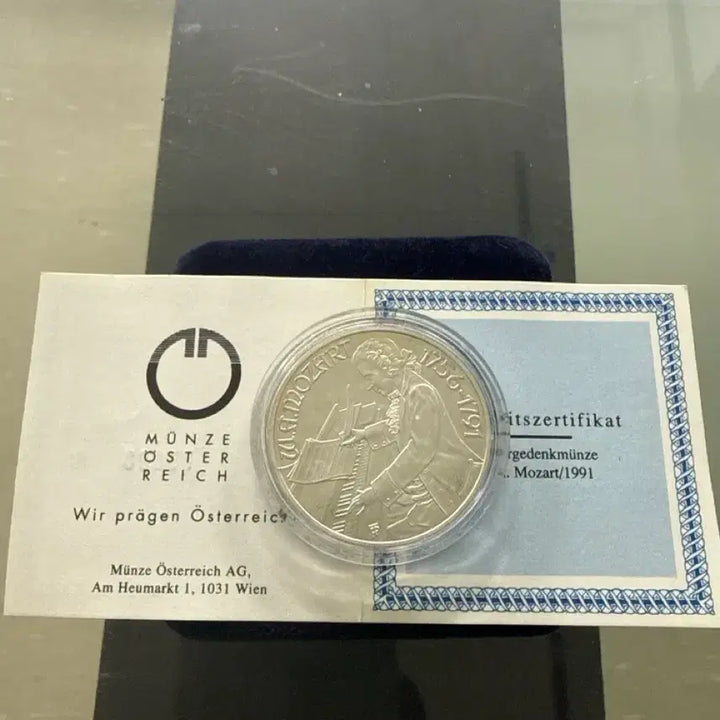 MÜNZE
ÖSTER
REICH
Wir prägen Österreich
Münze Österreich AG,
Am Heumarkt 1, 1031 Wien
W.A. MOZART 1756-1791
itszertifikat
rgedenkmünze
. Mozart/1991